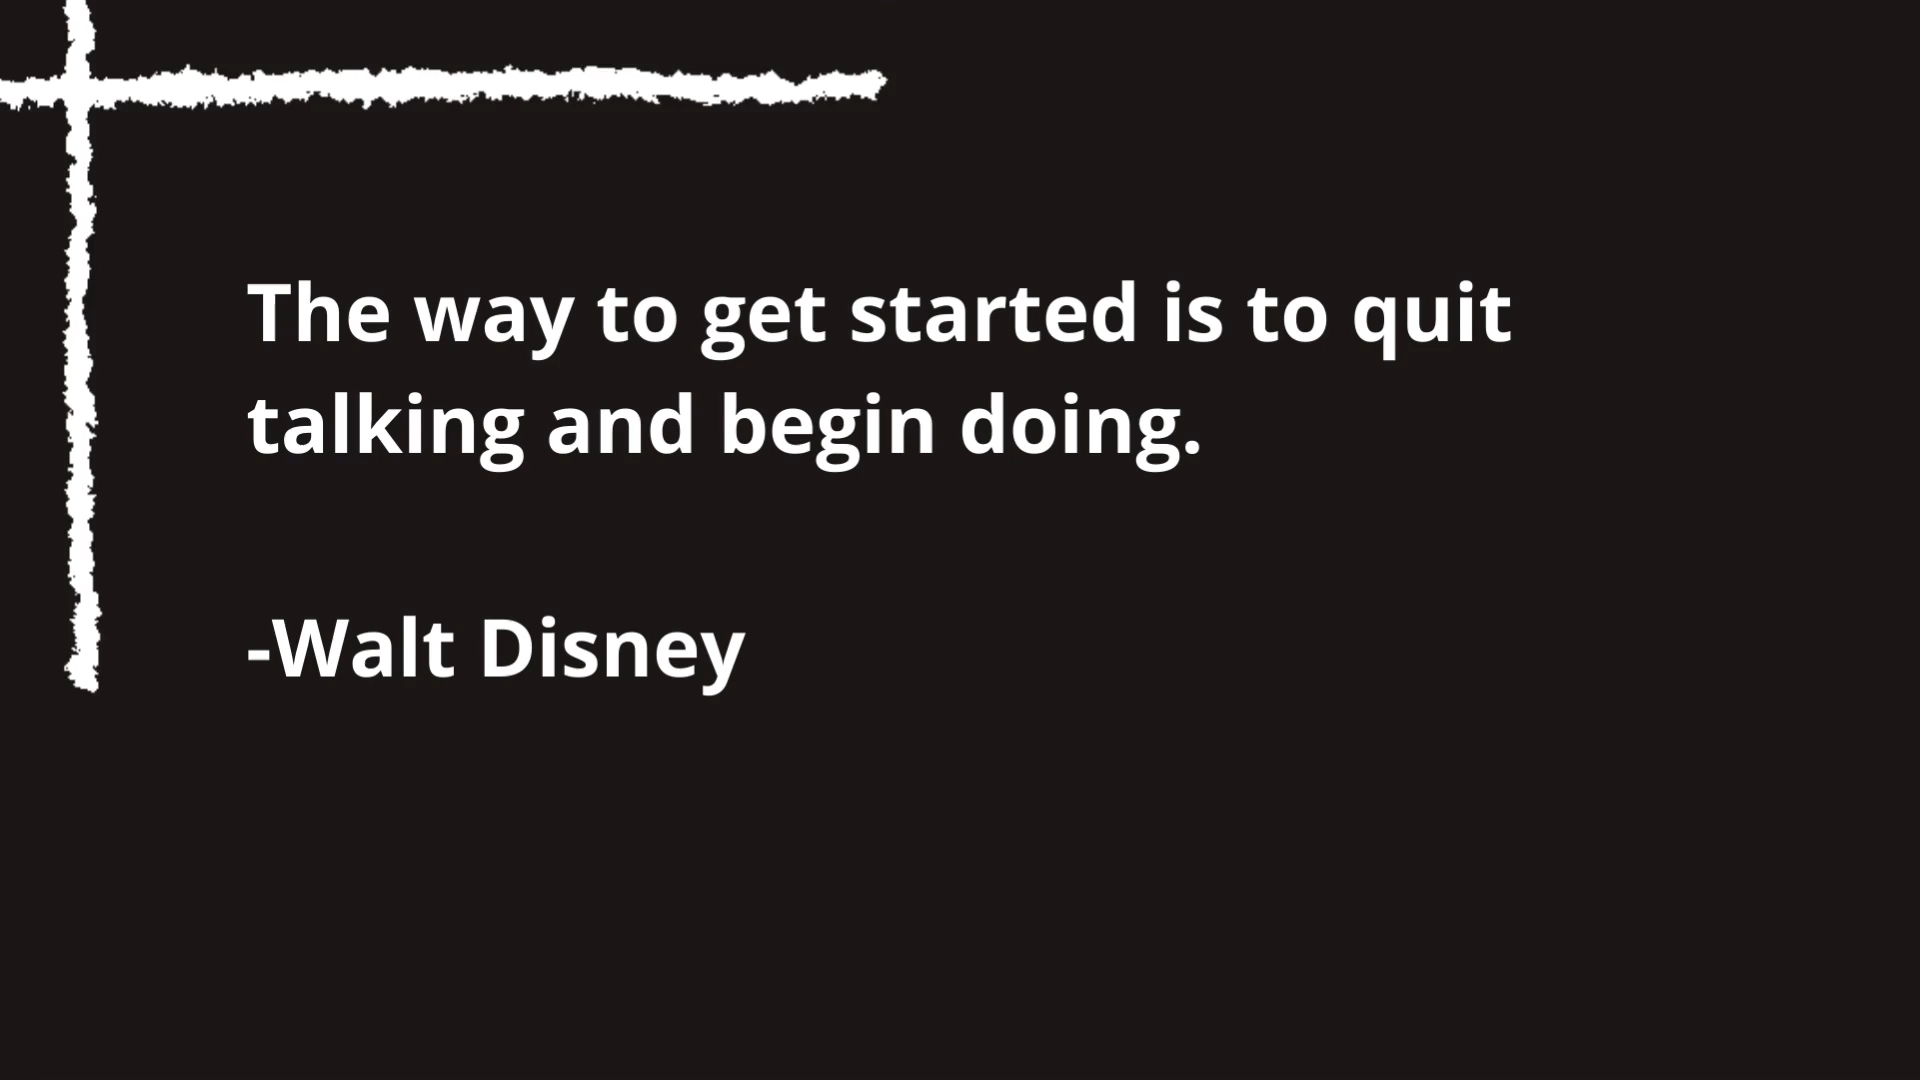 The way to get started is to quit
talking and begin doing.
-Walt Disney